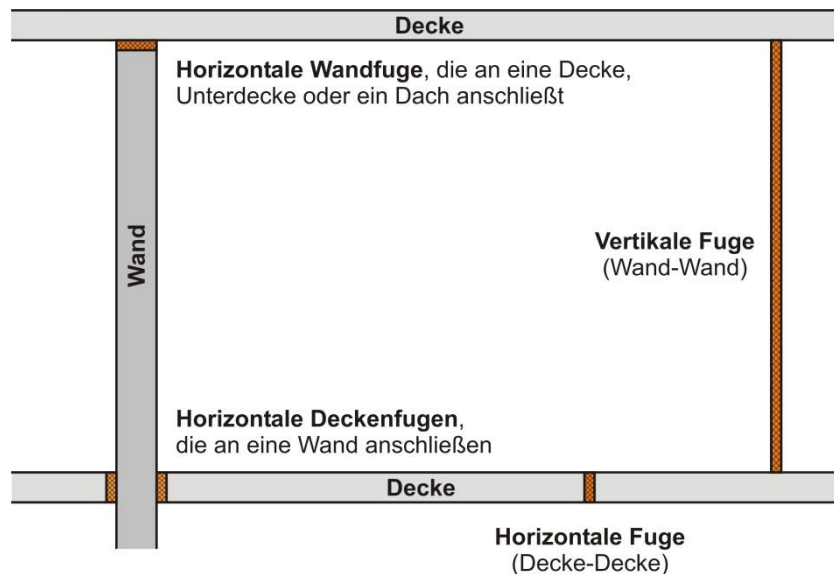 Decke
Horizontale Wandfuge, die an eine Decke,
Unterdecke oder ein Dach anschließt
Wand
Vertikale Fuge
(Wand-Wand)
Horizontale Deckenfugen,
die an eine Wand anschließen
Decke
Horizontale Fuge
(Decke-Decke)